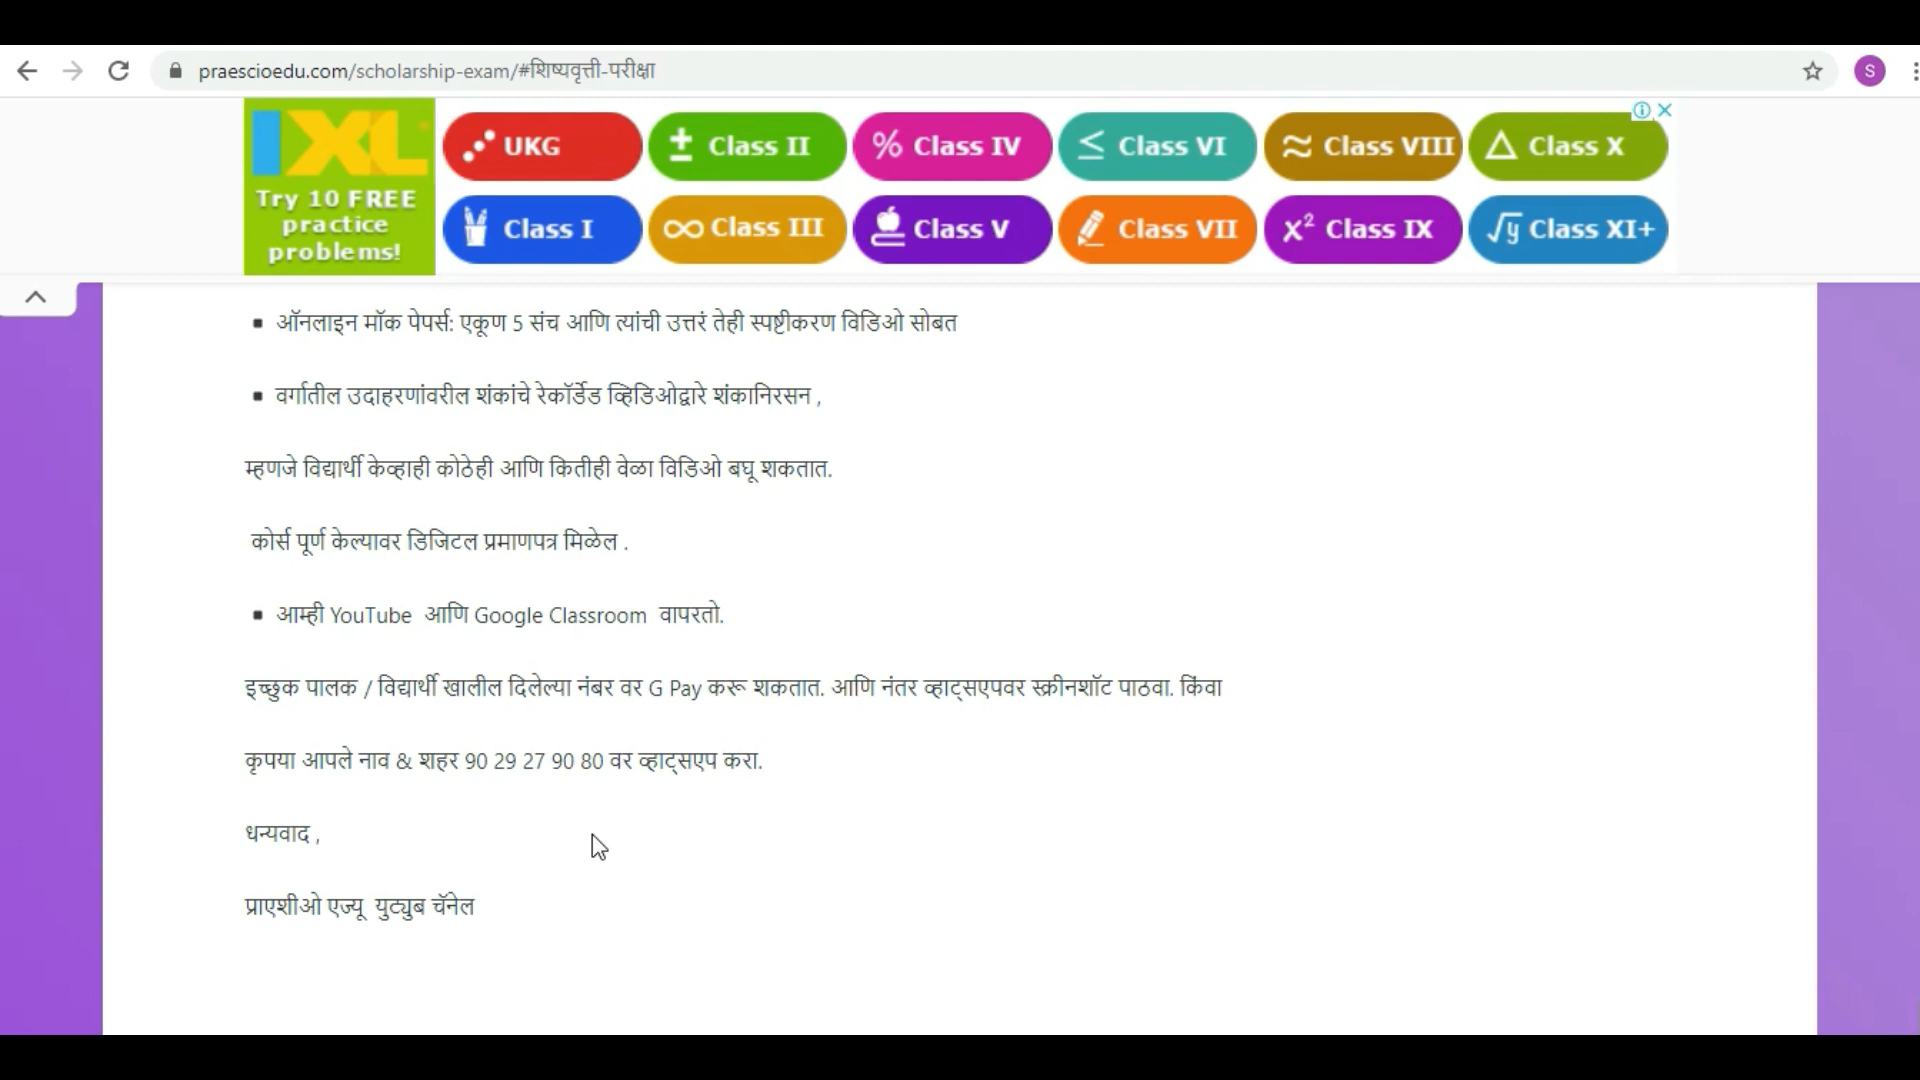 praescioedu.com/scholarship-exam/#शिष्यवृत्ती-परीक्षा
S
IXL
Try 10 FREE
practice
problems!
UKG
± Class II
% Class IV
≤ Class VI
≈ Class VIII
△ Class X
Class I
∞ Class III
Class V
Class VII
x² Class IX
√y Class XI+
▪ ऑनलाइन मॉक पेपर्स: एकूण 5 संच आणि त्यांची उत्तरं तेही स्पष्टीकरण विडिओ सोबत
▪ वर्गातील उदाहरणांवरील शंकांचे रेकॉर्डेड व्हिडिओद्वारे शंकानिरसन ,
म्हणजे विद्यार्थी केव्हाही कोठेही आणि कितीही वेळा विडिओ बघू शकतात.
कोर्स पूर्ण केल्यावर डिजिटल प्रमाणपत्र मिळेल .
▪ आम्ही YouTube आणि Google Classroom वापरतो.
इच्छुक पालक / विद्यार्थी खालील दिलेल्या नंबर वर G Pay करू शकतात. आणि नंतर व्हाट्सएपवर स्क्रीनशॉट पाठवा. किंवा
कृपया आपले नाव & शहर 90 29 27 90 80 वर व्हाट्सएप करा.
धन्यवाद ,
प्राएशीओ एज्यू युट्युब चॅनेल